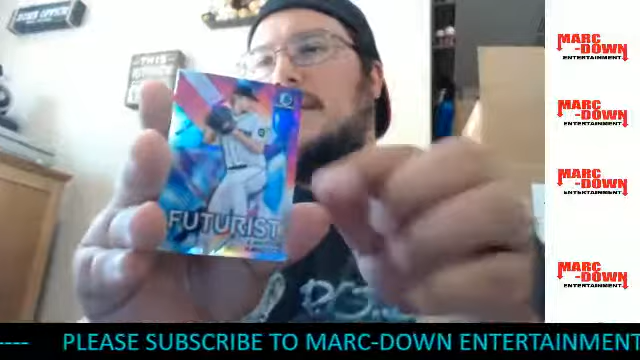 THIS
FUTURIST
MARC
-DOWN
ENTERTAINMENT
MARC
-DOWN
ENTERTAINMENT
MARC
-DOWN
ENTERTAINMENT
MARC
-DOWN
ENTERTAINMENT
---- PLEASE SUBSCRIBE TO MARC-DOWN ENTERTAINMENT